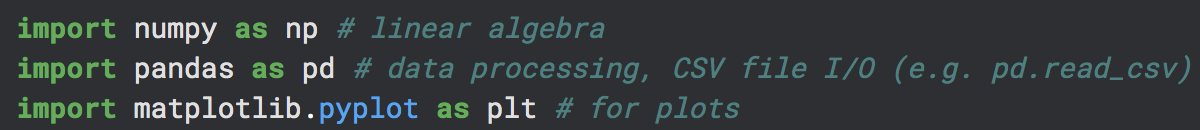 import numpy as np # linear algebra
import pandas as pd # data processing, CSV file I/O (e.g. pd.read_csv)
import matplotlib.pyplot as plt # for plots